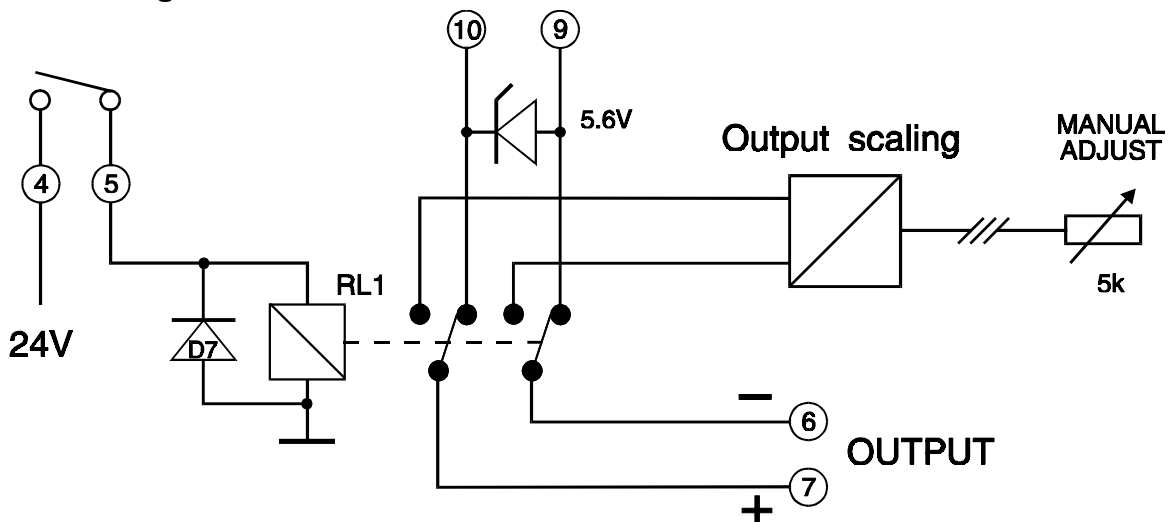 10
9
5.6V
Output scaling
MANUAL
ADJUST
4
5
RL1
5k
24V
D7
−
6
OUTPUT
7
+